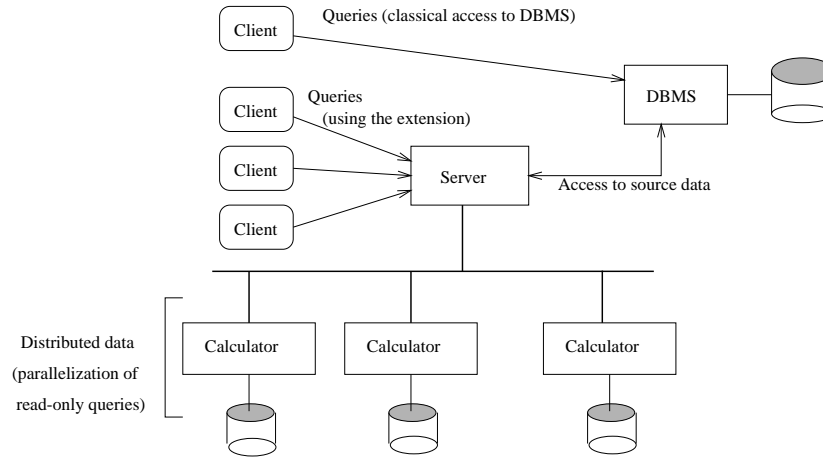 Client
Queries (classical access to DBMS)
DBMS
Client
Queries
(using the extension)
Client
Server
Access to source data
Client
Distributed data
(parallelization of
read-only queries)
Calculator
Calculator
Calculator